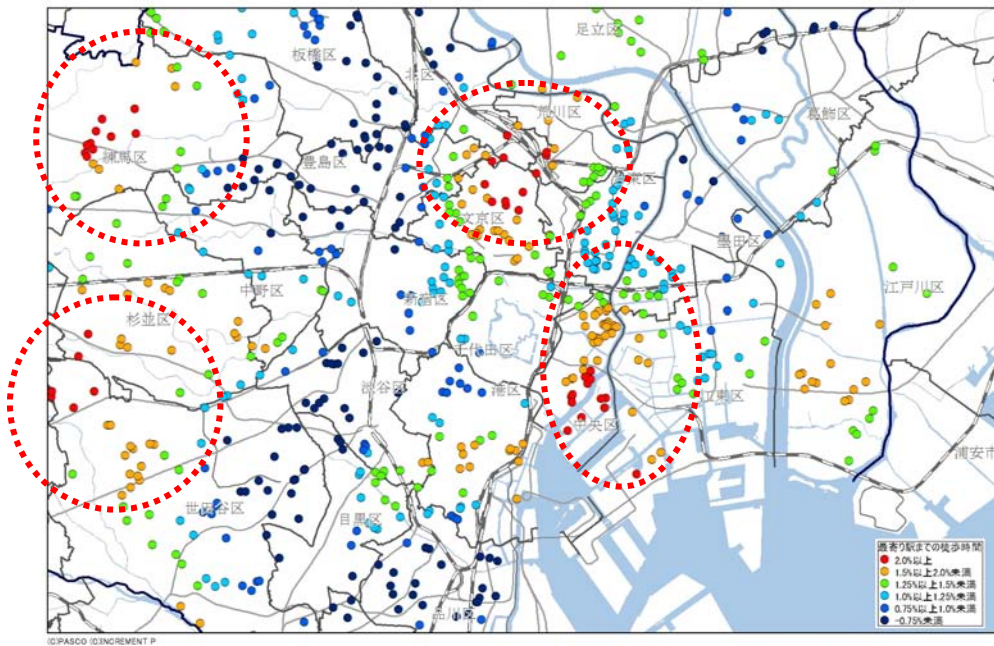 足立区
板橋区
北区
荒川区
葛飾区
練馬区
豊島区
台東区
文京区
墨田区
中野区
新宿区
江戸川区
杉並区
千代田区
渋谷区
港区
江東区
中央区
浦安市
世田谷区
目黒区
品川区
最寄り駅までの徒歩時間
2.0%以上
1.5%以上2.0%未満
1.25%以上1.5%未満
1.0%以上1.25%未満
0.75%以上1.0%未満
-0.75%未満
(C)PASCO (C)INCREMENT P